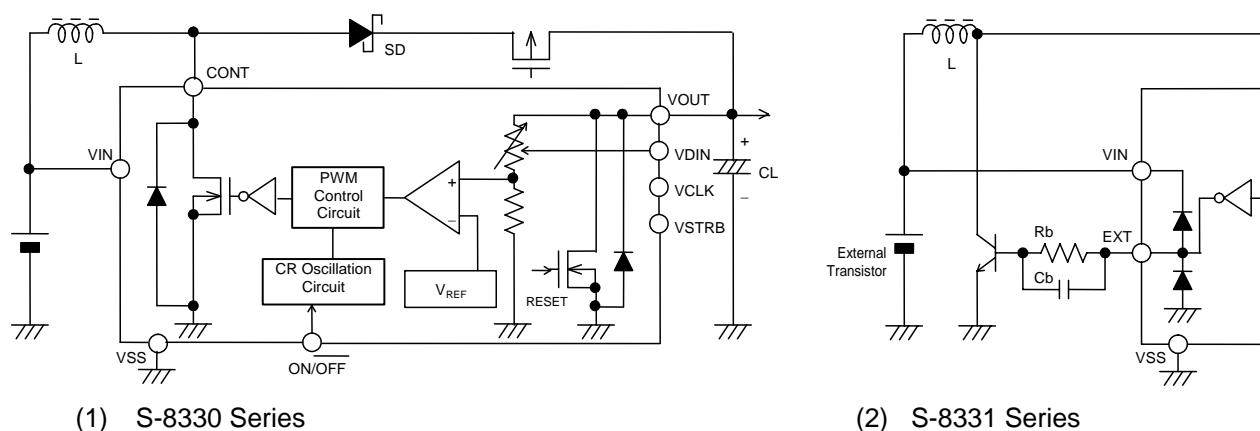 L
SD
CONT
VOUT
VIN
VDIN
VCLK
VSTRB
+
−
CL
PWM
Control
Circuit
+
−
CR Oscillation
Circuit
VREF
RESET
VSS
ON/OFF
(1) S-8330 Series
L
VIN
External
Transistor
Rb
Cb
EXT
VSS
(2) S-8331 Series